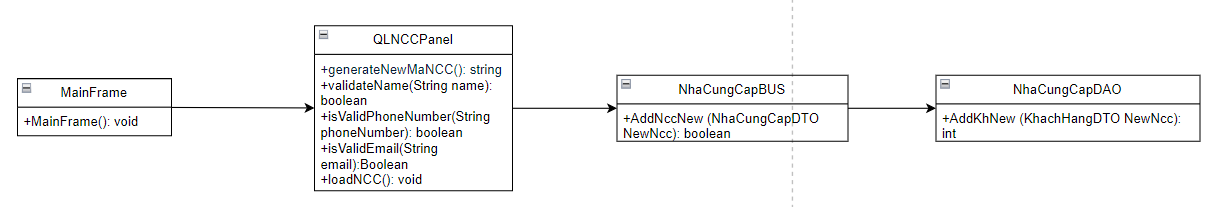 MainFrame
+MainFrame(): void
QLNCCPanel
+generateNewMaNCC(): string
+validateName(String name):
boolean
+isValidPhoneNumber(String
phoneNumber): boolean
+isValidEmail(String
email):Boolean
+loadNCC(): void
NhaCungCapBUS
+AddNccNew (NhaCungCapDTO
NewNcc): boolean
NhaCungCapDAO
+AddKhNew (KhachHangDTO NewNcc):
int